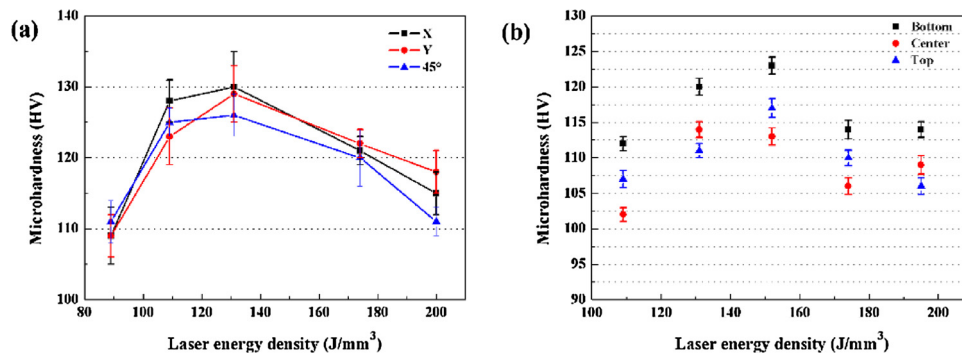 (a)
X
Y
45°
140
130
120
110
100
80
100
120
140
160
180
200
Microhardness (HV)
Laser energy density (J/mm³)
(b)
Bottom
Center
Top
130
125
120
115
110
105
100
95
90
100
120
140
160
180
200
Microhardness (HV)
Laser energy density (J/mm³)